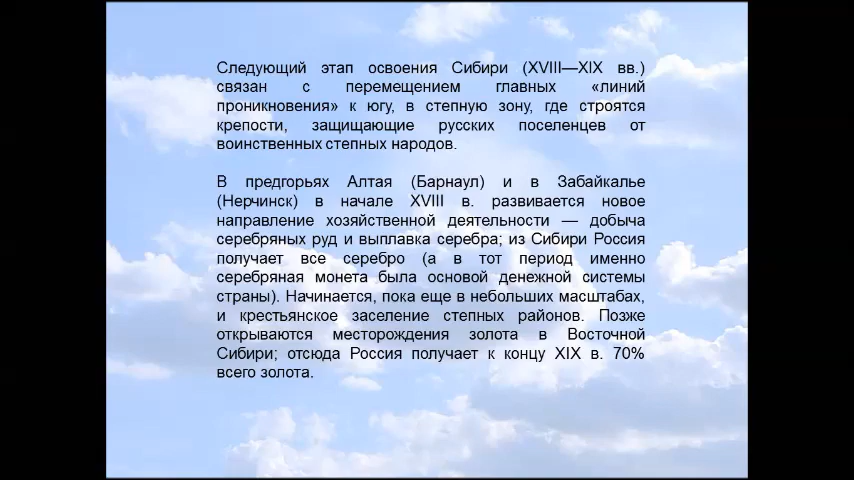 Следующий этап освоения Сибири (XVIII—XIX вв.)
связан с перемещением главных «линий
проникновения» к югу, в степную зону, где строятся
крепости, защищающие русских поселенцев от
воинственных степных народов.
В предгорьях Алтая (Барнаул) и в Забайкалье
(Нерчинск) в начале XVIII в. развивается новое
направление хозяйственной деятельности — добыча
серебряных руд и выплавка серебра; из Сибири Россия
получает все серебро (а в тот период именно
серебряная монета была основой денежной системы
страны). Начинается, пока еще в небольших масштабах,
и крестьянское заселение степных районов. Позже
открываются месторождения золота в Восточной
Сибири; отсюда Россия получает к концу XIX в. 70%
всего золота.